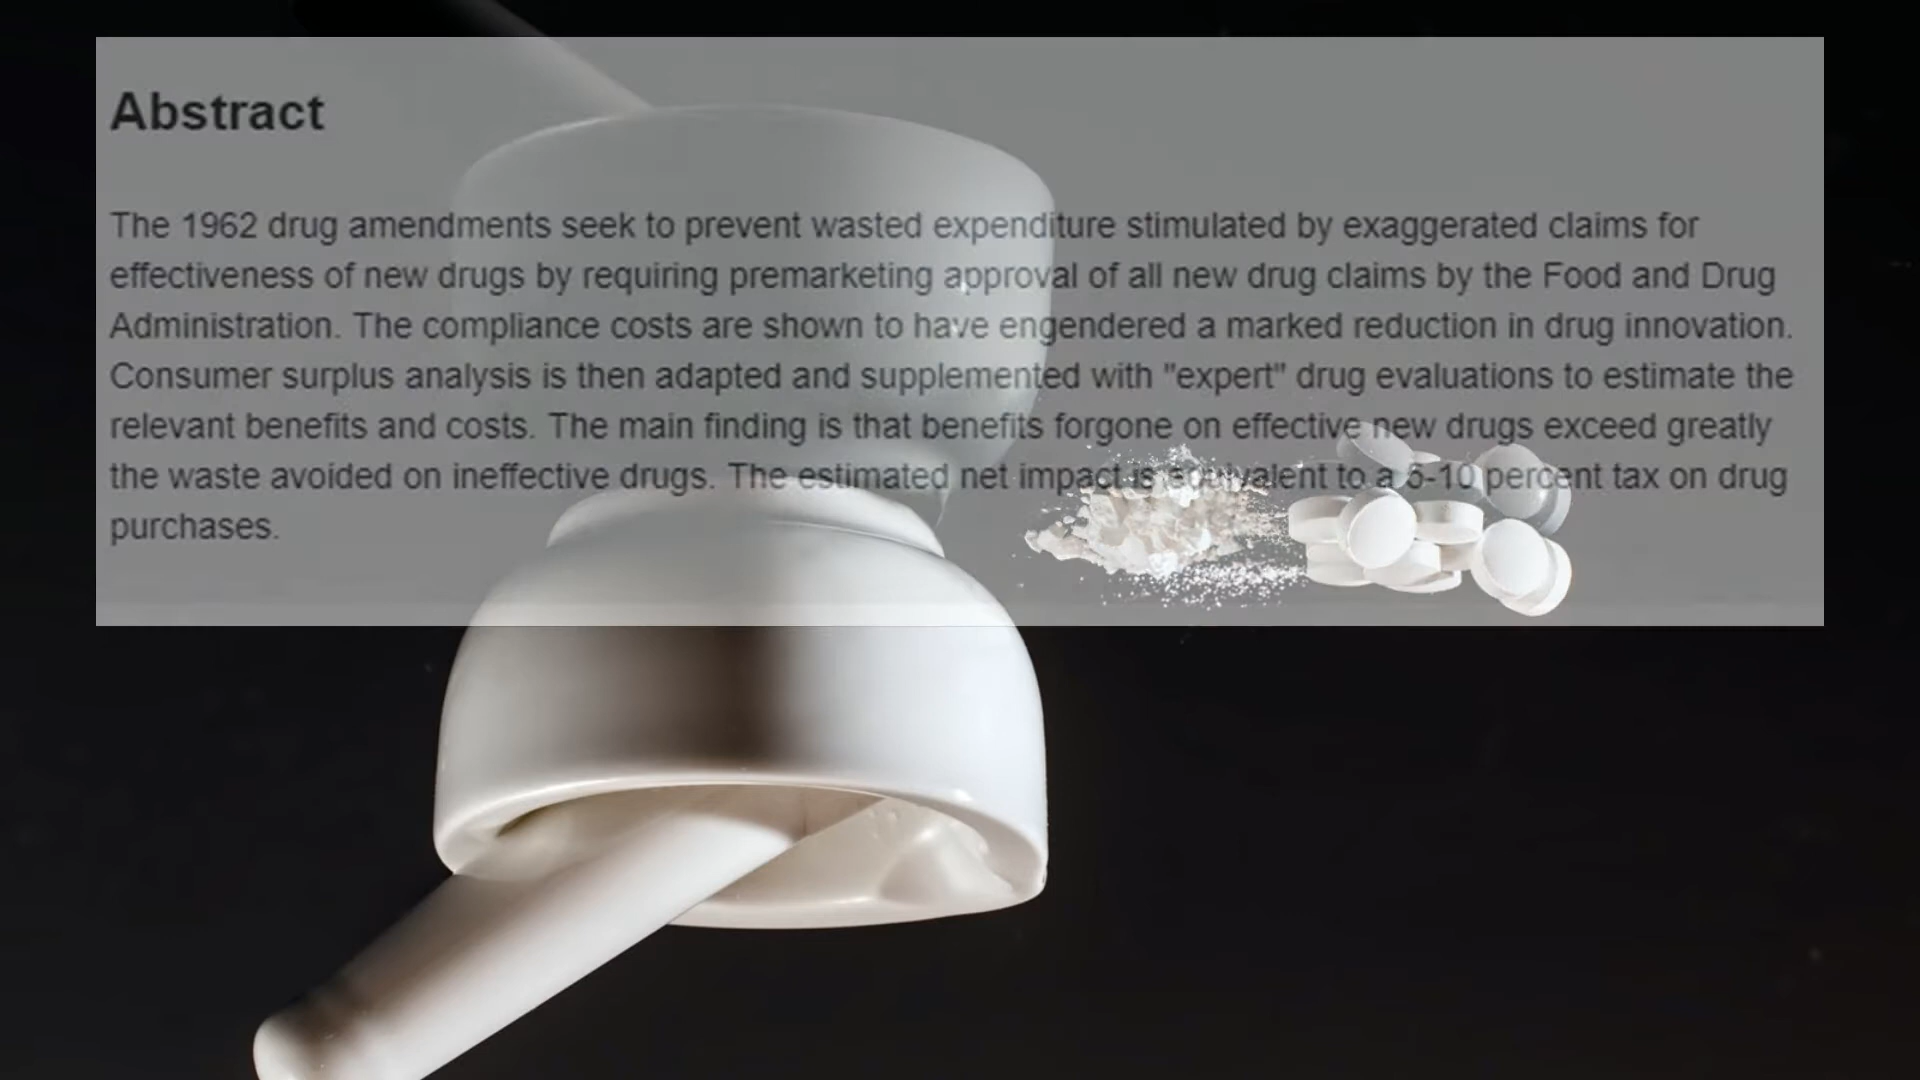 Abstract
The 1962 drug amendments seek to prevent wasted expenditure stimulated by exaggerated claims for
effectiveness of new drugs by requiring premarketing approval of all new drug claims by the Food and Drug
Administration. The compliance costs are shown to have engendered a marked reduction in drug innovation.
Consumer surplus analysis is then adapted and supplemented with "expert" drug evaluations to estimate the
relevant benefits and costs. The main finding is that benefits forgone on effective new drugs exceed greatly
the waste avoided on ineffective drugs. The estimated net impact is equivalent to a 5-10 percent tax on drug
purchases.